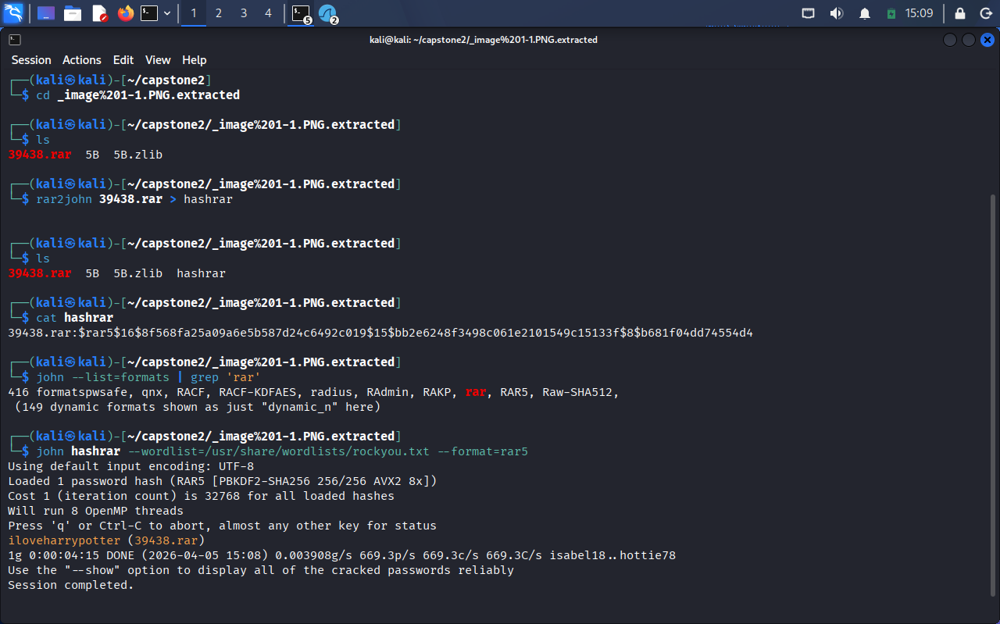 1 2 3 4 5 2 15:09
kali@kali: ~/capstone2/_image%201-1.PNG.extracted
Session Actions Edit View Help
┌──(kali㉿kali)-[~/capstone2]
└─$ cd _image%201-1.PNG.extracted
┌──(kali㉿kali)-[~/capstone2/_image%201-1.PNG.extracted]
└─$ ls
39438.rar 5B 5B.zlib
┌──(kali㉿kali)-[~/capstone2/_image%201-1.PNG.extracted]
└─$ rar2john 39438.rar > hashrar
┌──(kali㉿kali)-[~/capstone2/_image%201-1.PNG.extracted]
└─$ ls
39438.rar 5B 5B.zlib hashrar
┌──(kali㉿kali)-[~/capstone2/_image%201-1.PNG.extracted]
└─$ cat hashrar
39438.rar:$rar5$16$8f568fa25a09a6e5b587d24c6492c019$15$bb2e6248f3498c061e2101549c15133f$8$b681f04dd74554d4
┌──(kali㉿kali)-[~/capstone2/_image%201-1.PNG.extracted]
└─$ john --list=formats | grep 'rar'
416 formatspwsafe, qnx, RACF, RACF-KDFAES, radius, RAdmin, RAKP, rar, RAR5, Raw-SHA512,
(149 dynamic formats shown as just "dynamic_n" here)
┌──(kali㉿kali)-[~/capstone2/_image%201-1.PNG.extracted]
└─$ john hashrar --wordlist=/usr/share/wordlists/rockyou.txt --format=rar5
Using default input encoding: UTF-8
Loaded 1 password hash (RAR5 [PBKDF2-SHA256 256/256 AVX2 8x])
Cost 1 (iteration count) is 32768 for all loaded hashes
Will run 8 OpenMP threads
Press 'q' or Ctrl-C to abort, almost any other key for status
iloveharrypotter (39438.rar)
1g 0:00:04:15 DONE (2026-04-05 15:08) 0.003908g/s 669.3p/s 669.3c/s 669.3C/s isabel18..hottie78
Use the "--show" option to display all of the cracked passwords reliably
Session completed.